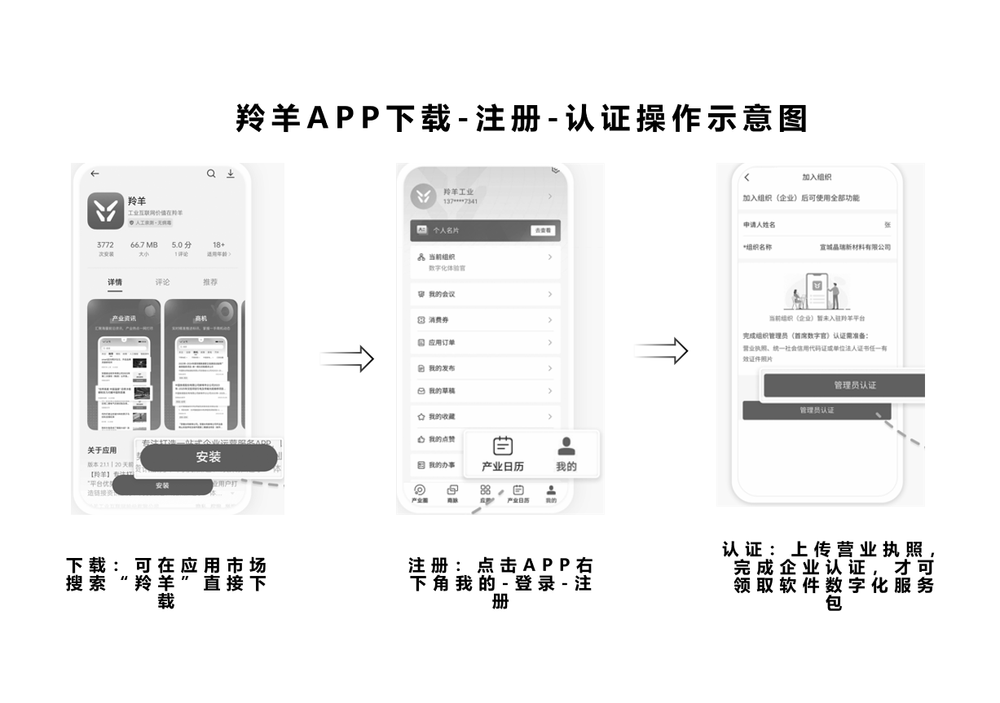 羚羊APP下载-注册-认证操作示意图
羚羊
工业互联网价值在羚羊
人工亲测·无病毒
3772
66.7 MB
5.0 分
18+
次安装
大小
1 评论
适用年龄
详情
评论
推荐
产业资讯
商机
关于应用
版本 2.1.1 | 20 天前
【羚羊】专注打
安装
安装
羚羊工业
137****7341
个人名片
去查看
当前组织
数字化体验官
我的会议
消费券
应用订单
我的发布
我的草稿
我的收藏
我的点赞
我的办事
产业日历
我的
产业圈
商脉
产业日历
我的
加入组织
加入组织（企业）后可使用全部功能
申请人姓名
张
*组织名称
宣城晶瑞新材料有限公司
当前组织（企业）暂未入驻羚羊平台
完成组织管理员（首席数字官）认证需准备：
营业执照、统一社会信用代码证或单位法人证书任一有
效证件照片
管理员认证
管理员认证
下载：可在应用市场
搜索“羚羊”直接下
载
注册：点击APP右
下角我的-登录-注
册
认证：上传营业执照,
完成企业认证，才可
领取软件数字化服务
包